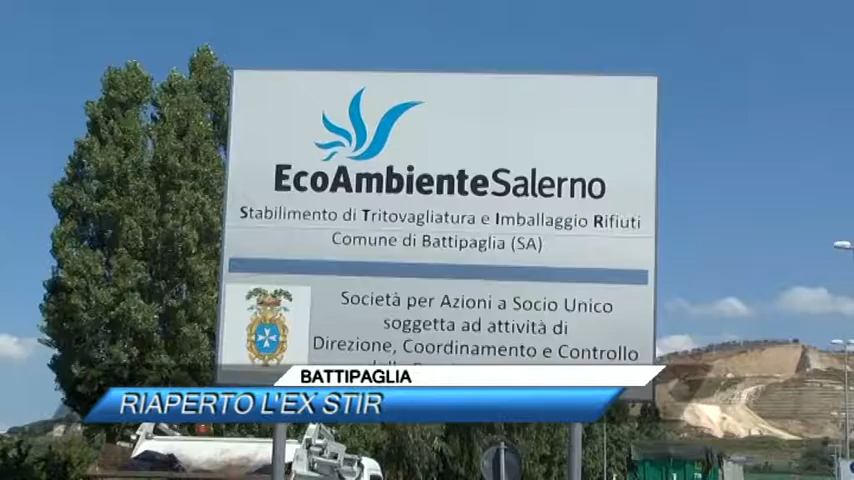 EcoAmbienteSalerno
Stabilimento di Tritovagliatura e Imballaggio Rifiuti
Comune di Battipaglia (SA)
Società per Azioni a Socio Unico
soggetta ad attività di
Direzione, Coordinamento e Controllo
BATTIPAGLIA
RIAPERTO L'EX STIR